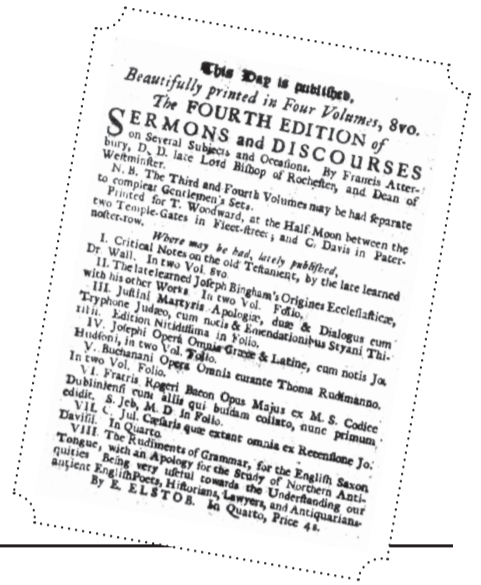 This Day is published,
Beautifully printed in Four Volumes, 8vo.
The FOURTH EDITION of
SERMONS and DISCOURSES
on Several Subjects and Occasions. By Francis Atter-
bury, D. D. late Lord Bishop of Rochester, and Dean of
Westminster.
N. B. The Third and Fourth Volumes may be had separate
to compleat Gentlemen's Sets.
Printed for T. Woodward, at the Half-Moon between the
two Temple-Gates in Fleet-street; and C. Davis in Pater-
noster-row.
Where may be had, lately published,
I. Critical Notes on the old Testament, by the late learned
Dr. Wall. In two Vol. 8vo.
II. The late learned Joseph Bingham's Origines Ecclesiasticæ,
with his other Works. In two Vol. Folio.
III. Justini Martyris Apologiæ, duæ & Dialogus cum
Tryphone Judæo, cum notis & Emendationibus Styani Thi-
rlii. Edition Nitidissima in Folio.
IV. Josephi Opera Omnia Græce & Latine, cum notis Jo.
Hudsoni, in two Vol. Folio.
V. Buchanani Opera Omnia curante Thoma Rudimanno.
In two Vol. Folio.
VI. Fratris Rogeri Bacon Opus Majus ex M. S. Codice
Dubliniensi cum aliis qui busdam collato, nunc primum
edidit. S. Jeb, M. D. in Folio.
VII. C. Jul. Cæsaris quæ extant omnia ex Recensione Jo.
Davisii. In Quarto.
VIII. The Rudiments of Grammar, for the English Saxon
Tongue, with an Apology for the Study of Northern Anti-
quities Being very useful towards the Understanding our
antient English Poets, Historians, Lawyers, and Antiquarians.
By E. ELSTOB. In Quarto, Price 4s.